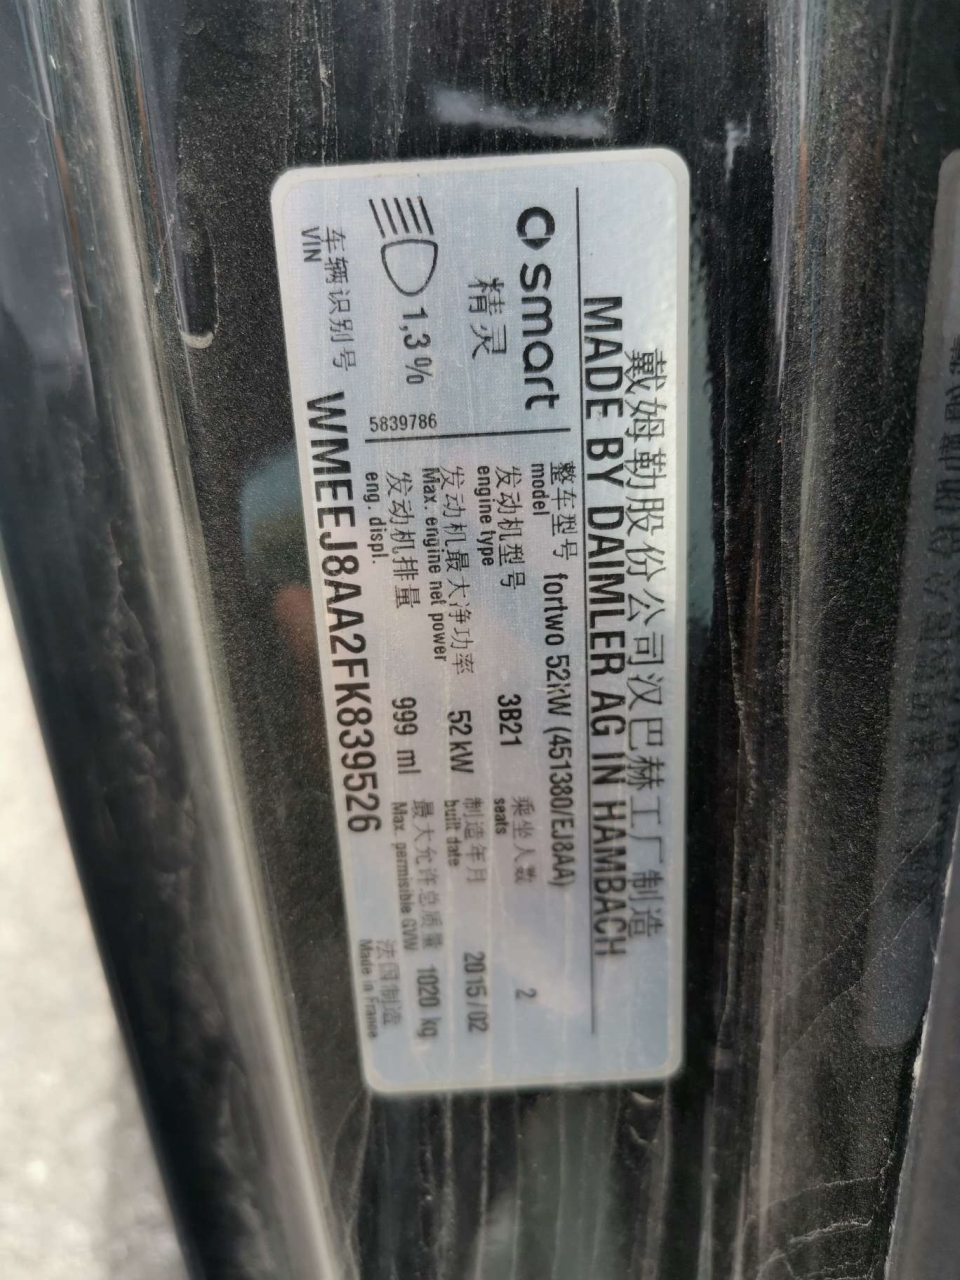 戴姆勒股份公司汉巴赫工厂制造
MADE BY DAIMLER AG IN HAMBACH
smart
精灵
1,3%
5839786
整车型号 fortwo 52kW (451380/EJ8AA)
model
发动机型号 3B21 乘坐人数 2
engine type seats
发动机最大净功率 52 kW 制造年月 2015/02
Max. engine net power built date
发动机排量 999 ml 最大允许总质量 1020 kg
eng. displ. Max. permisible GVW
法国制造
Made in France
车辆识别号 WMEEJ8AA2FK839526
VIN